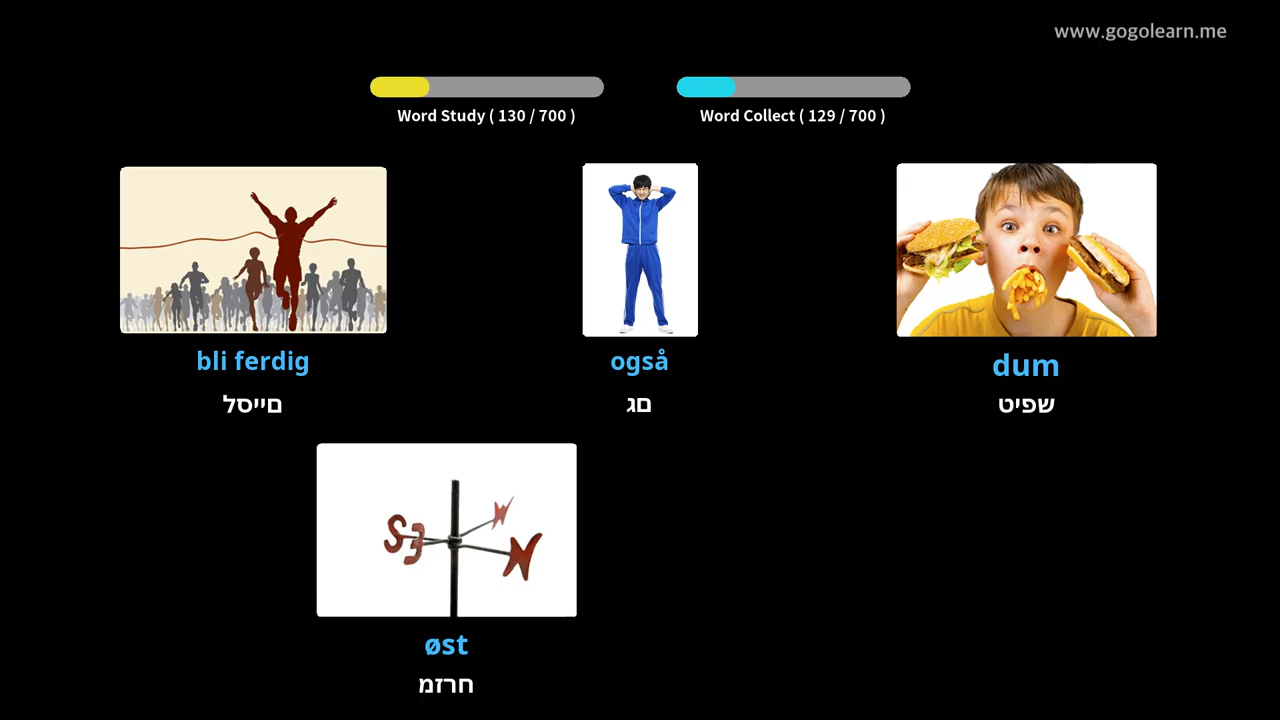 www.gogolearn.me
Word Study ( 130 / 700 )
Word Collect ( 129 / 700 )
bli ferdig
םייסל
også
םג
dum
שפיט
øst
חרזמ